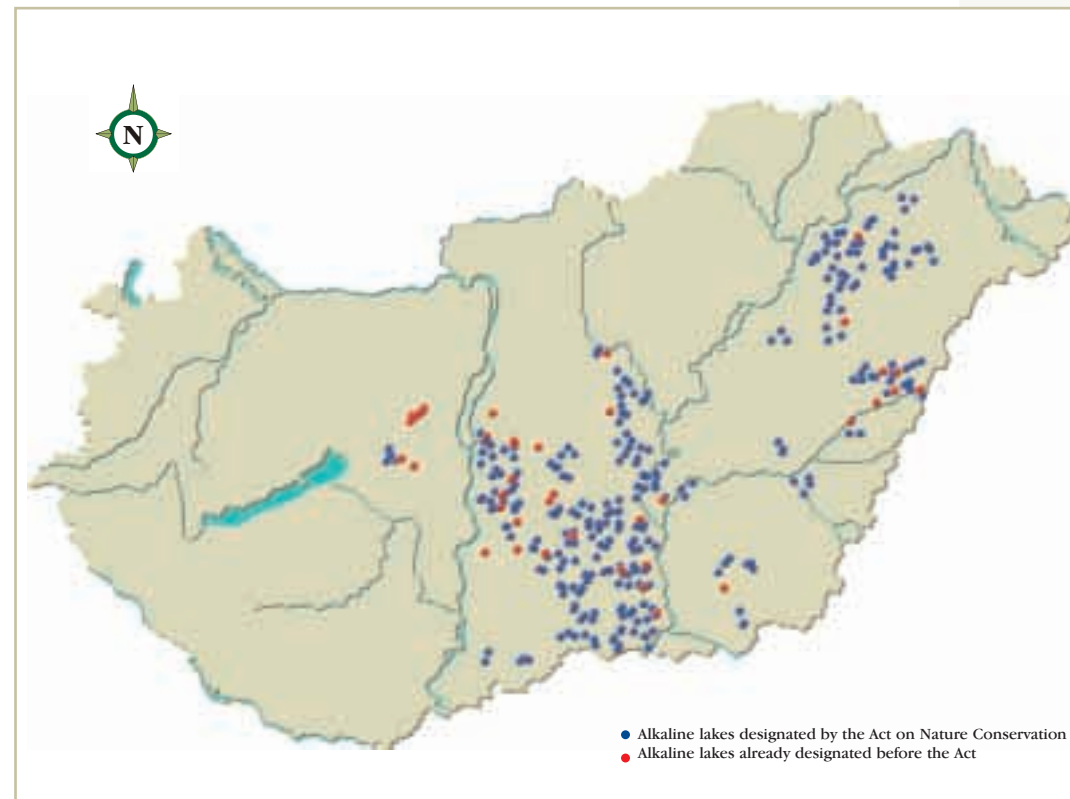 N
Alkaline lakes designated by the Act on Nature Conservation
Alkaline lakes already designated before the Act